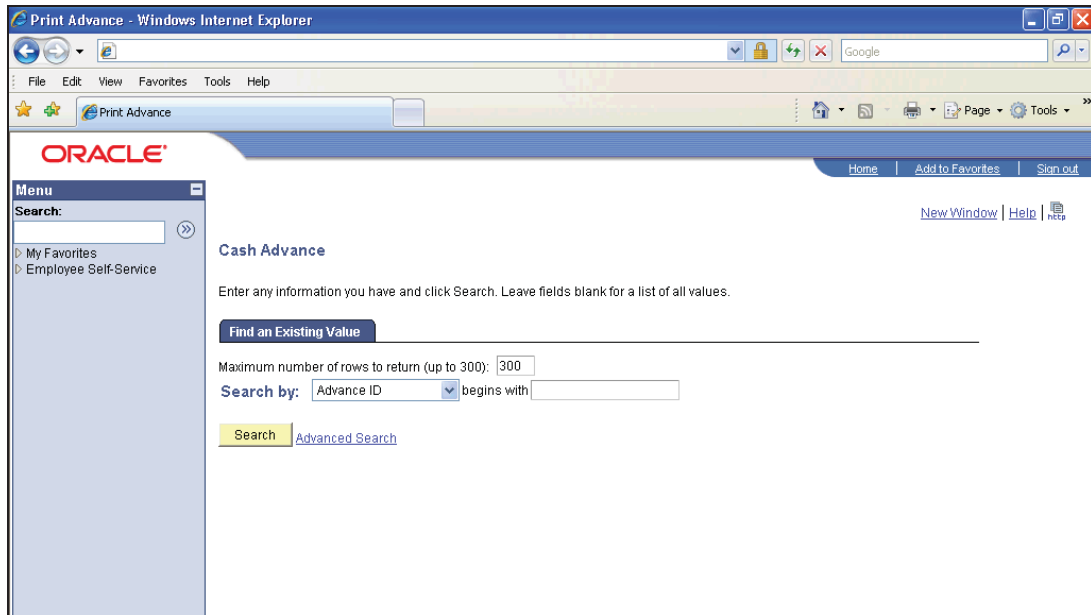 Print Advance - Windows Internet Explorer
Google
File Edit View Favorites Tools Help
Print Advance
Page Tools »
ORACLE®
Home | Add to Favorites | Sign out
Menu
Search:
New Window | Help | http
My Favorites
Employee Self-Service
Cash Advance
Enter any information you have and click Search. Leave fields blank for a list of all values.
Find an Existing Value
Maximum number of rows to return (up to 300): 300
Search by: Advance ID begins with
Search Advanced Search